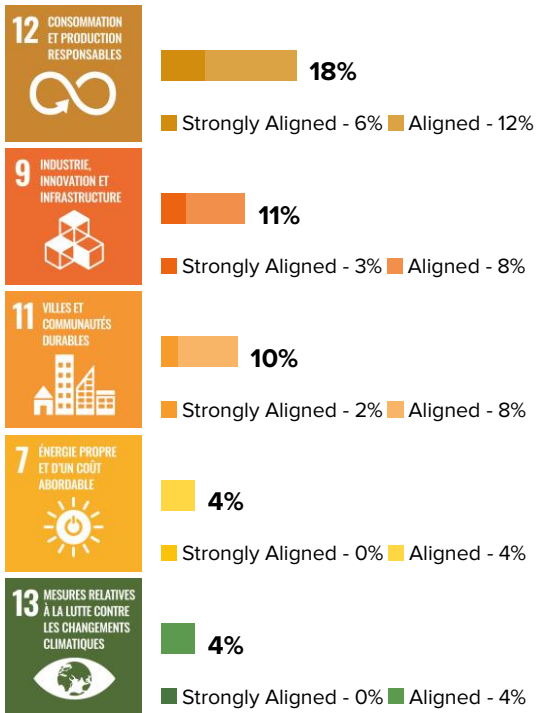 12 CONSOMMATION
ET PRODUCTION
RESPONSABLES
18%
Strongly Aligned - 6% Aligned - 12%
9 INDUSTRIE,
INNOVATION ET
INFRASTRUCTURE
11%
Strongly Aligned - 3% Aligned - 8%
11 VILLES ET
COMMUNAUTÉS
DURABLES
10%
Strongly Aligned - 2% Aligned - 8%
7 ÉNERGIE PROPRE
ET D'UN COÛT
ABORDABLE
4%
Strongly Aligned - 0% Aligned - 4%
13 MESURES RELATIVES
À LA LUTTE CONTRE
LES CHANGEMENTS
CLIMATIQUES
4%
Strongly Aligned - 0% Aligned - 4%